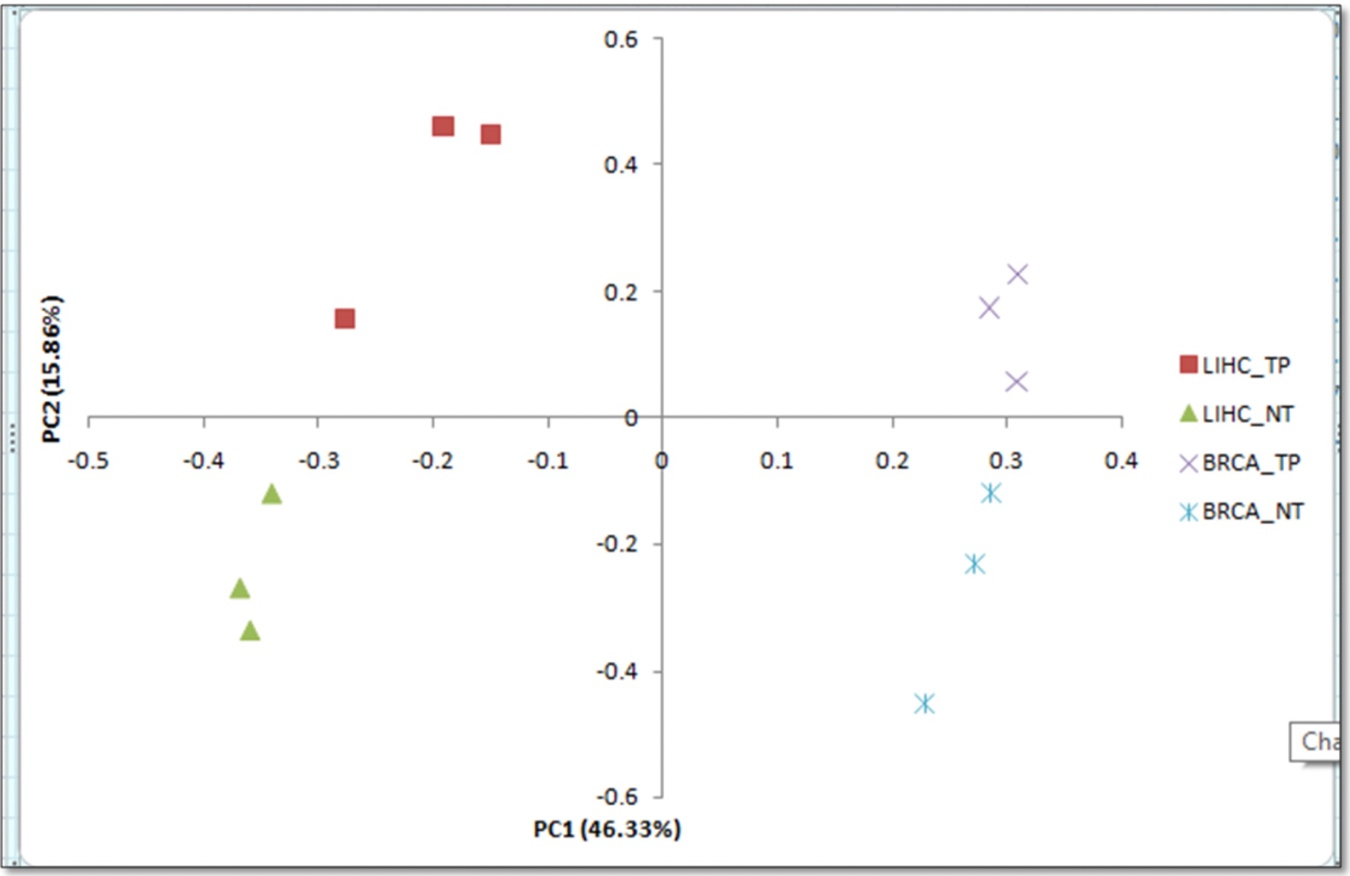 0.6
0.4
0.2
0
-0.2
-0.4
-0.6
-0.5 -0.4 -0.3 -0.2 -0.1 0 0.1 0.2 0.3 0.4
PC2 (15.86%)
PC1 (46.33%)
LIHC_TP
LIHC_NT
BRCA_TP
BRCA_NT
Cha